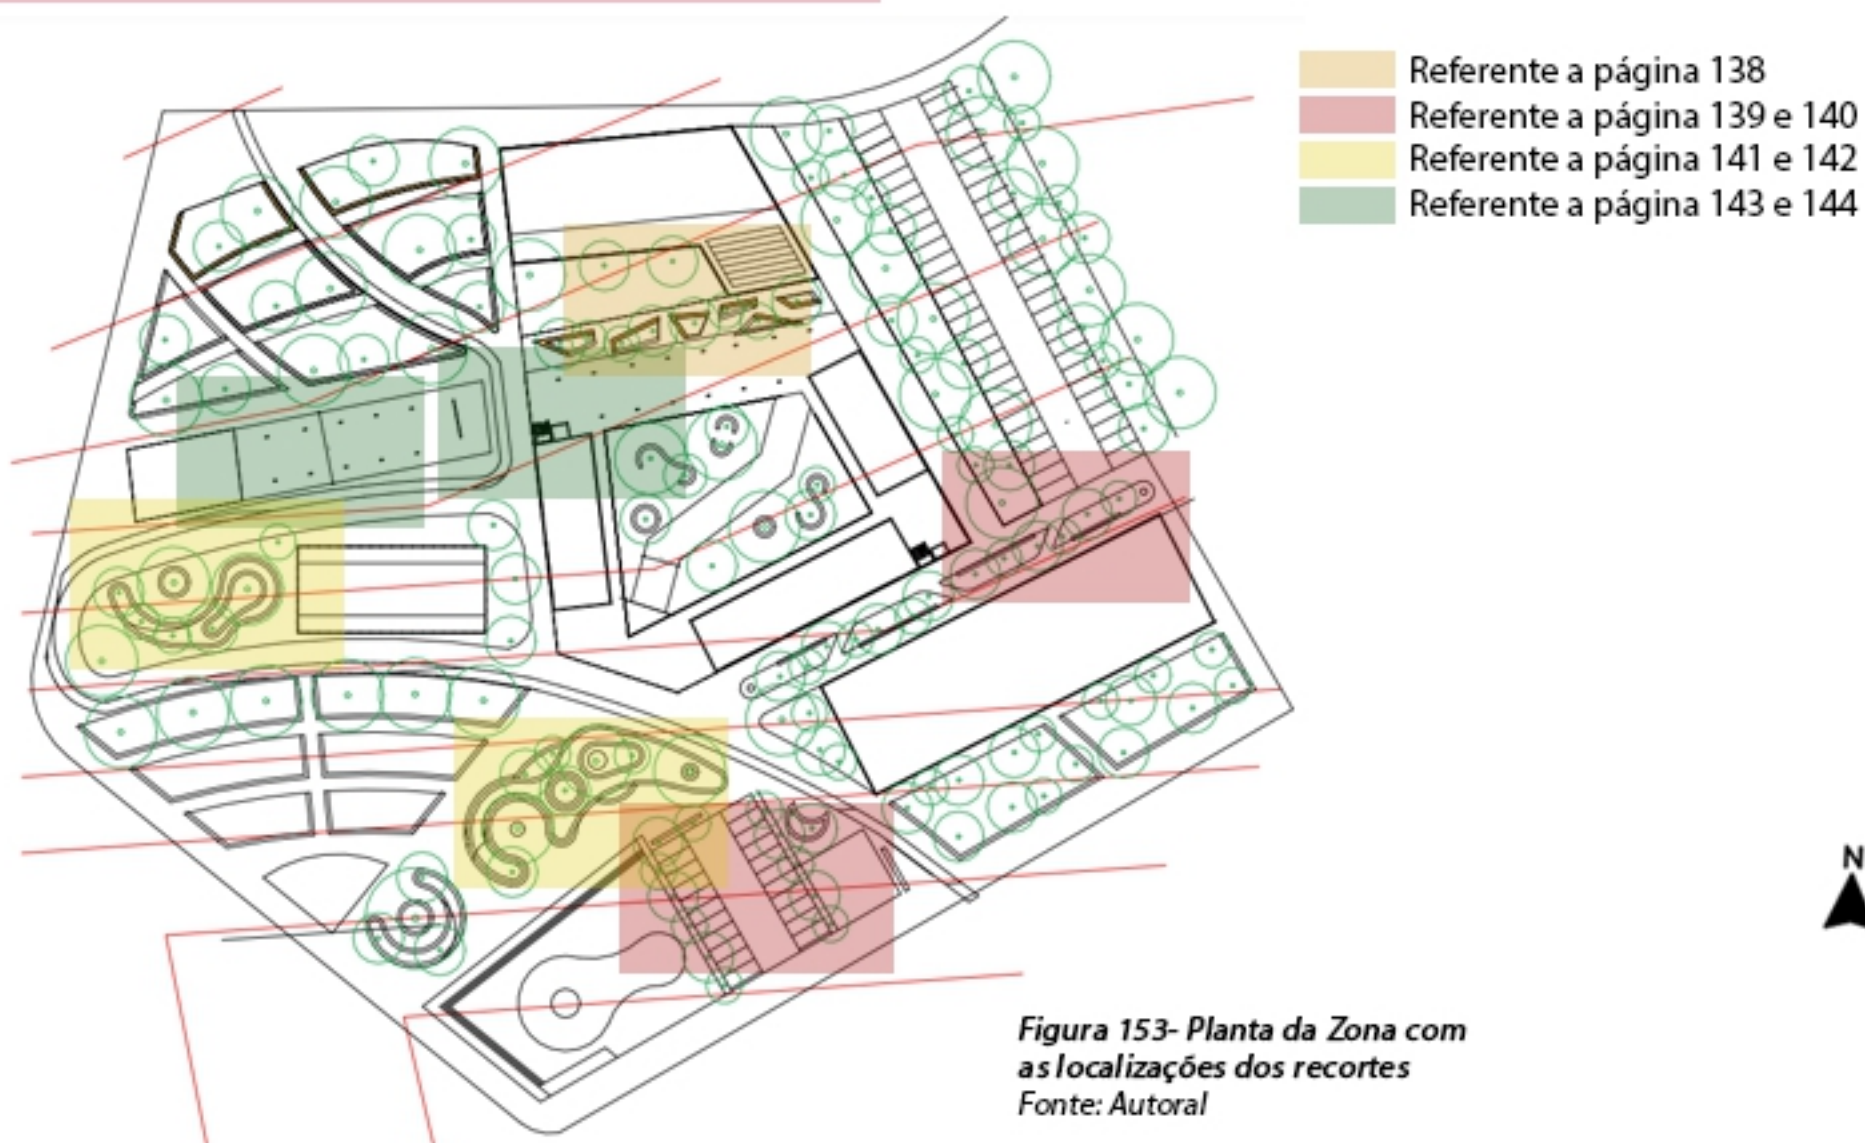 Referente a página 138
Referente a página 139 e 140
Referente a página 141 e 142
Referente a página 143 e 144
N
Figura 153- Planta da Zona com
as localizações dos recortes
Fonte: Autoral